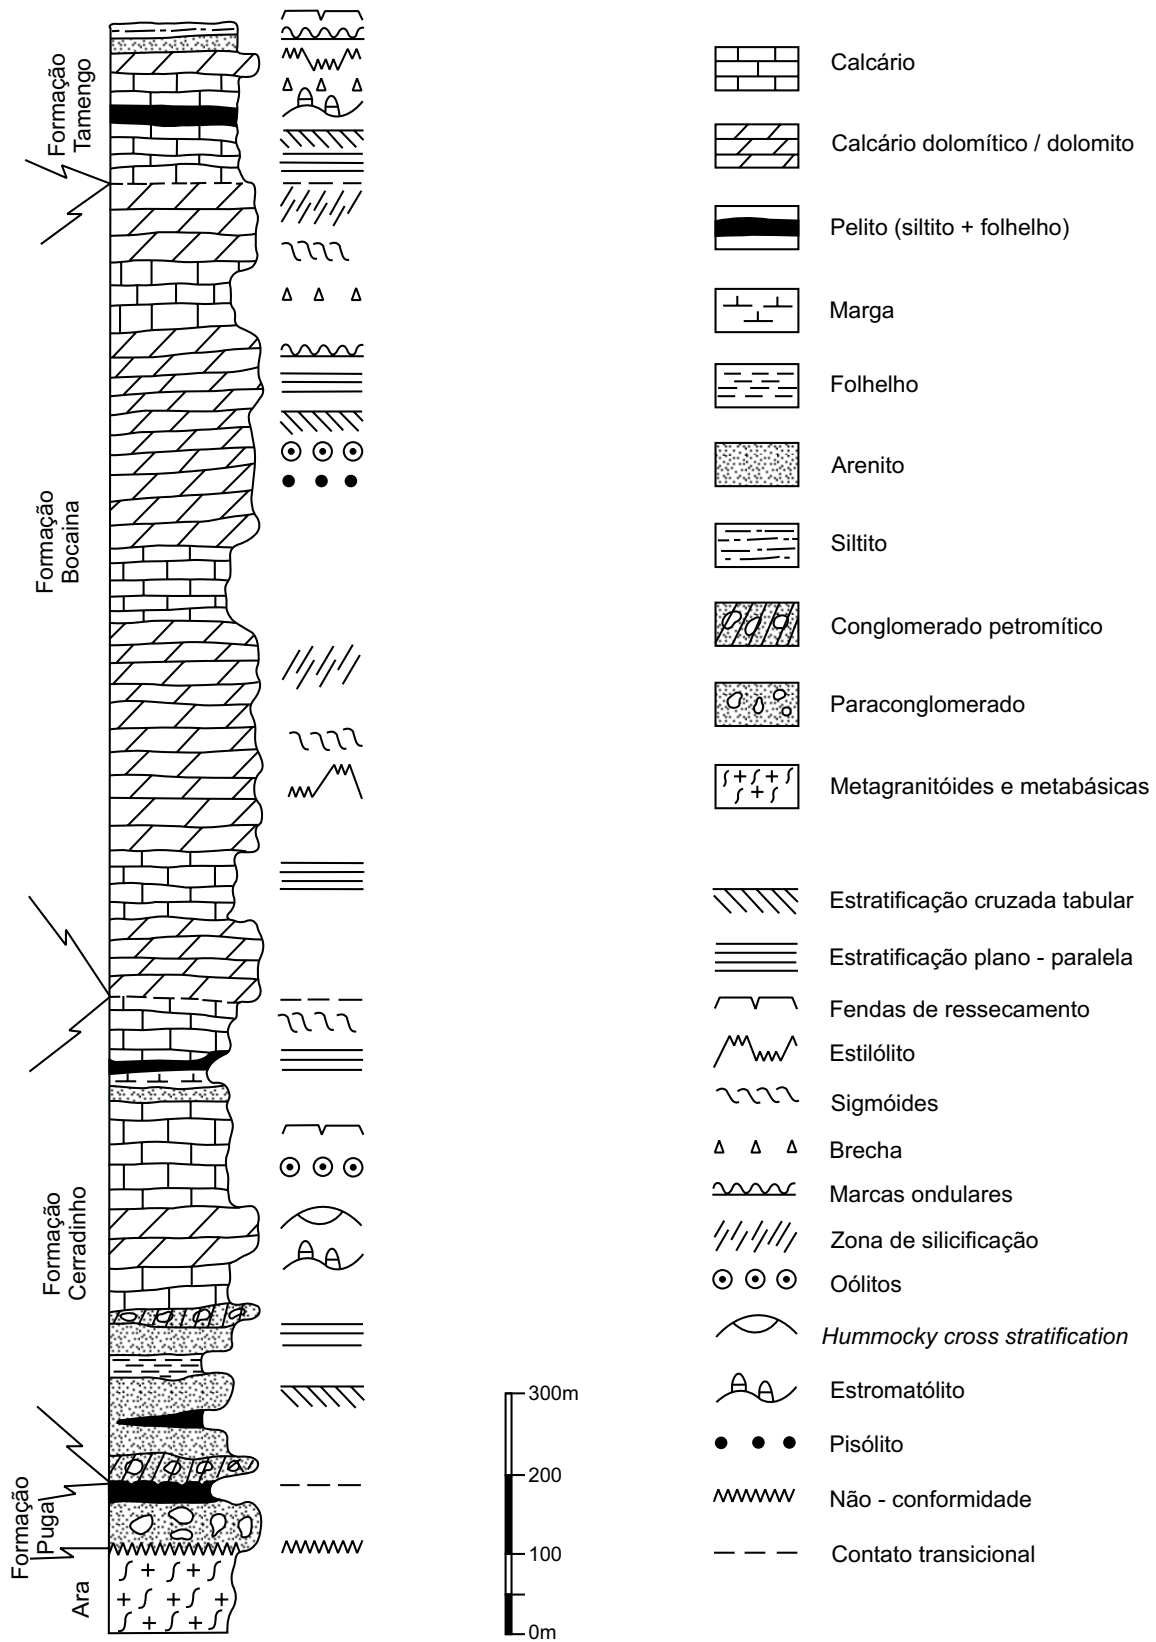 Formação
Tamengo
Formação
Bocaina
Formação
Cerradinho
Formação
Puga
Ara
300m
200
100
0m
Calcário
Calcário dolomítico / dolomito
Pelito (siltito + folhelho)
Marga
Folhelho
Arenito
Siltito
Conglomerado petromítico
Paraconglomerado
Metagranitóides e metabásicas
Estratificação cruzada tabular
Estratificação plano - paralela
Fendas de ressecamento
Estilólito
Sigmóides
Brecha
Marcas ondulares
Zona de silicificação
Oólitos
Hummocky cross stratification
Estromatólito
Pisólito
Não - conformidade
Contato transicional